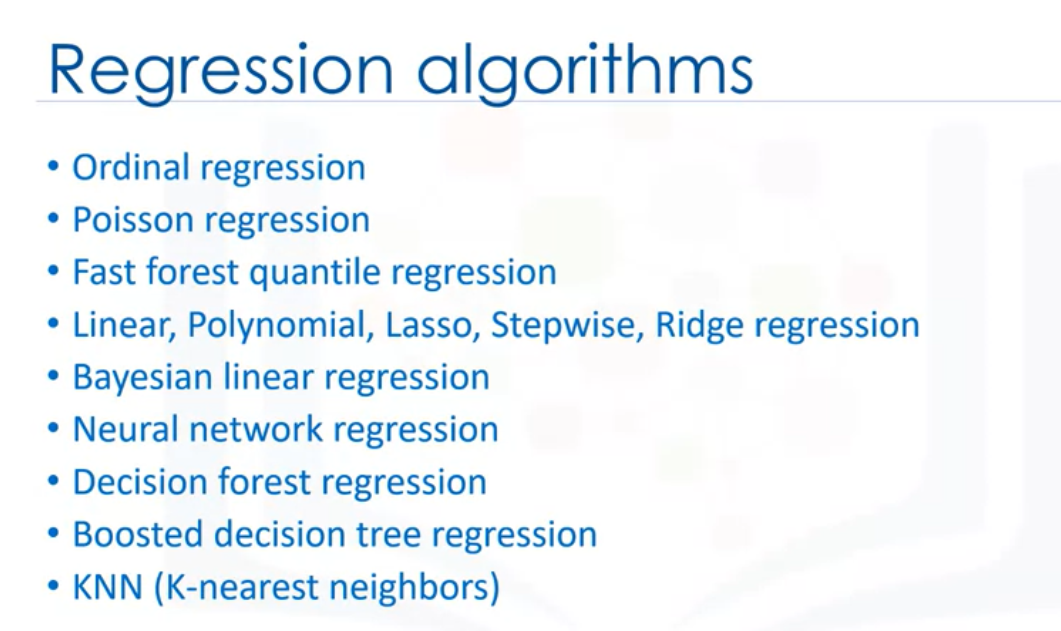 Regression algorithms
• Ordinal regression
• Poisson regression
• Fast forest quantile regression
• Linear, Polynomial, Lasso, Stepwise, Ridge regression
• Bayesian linear regression
• Neural network regression
• Decision forest regression
• Boosted decision tree regression
• KNN (K-nearest neighbors)